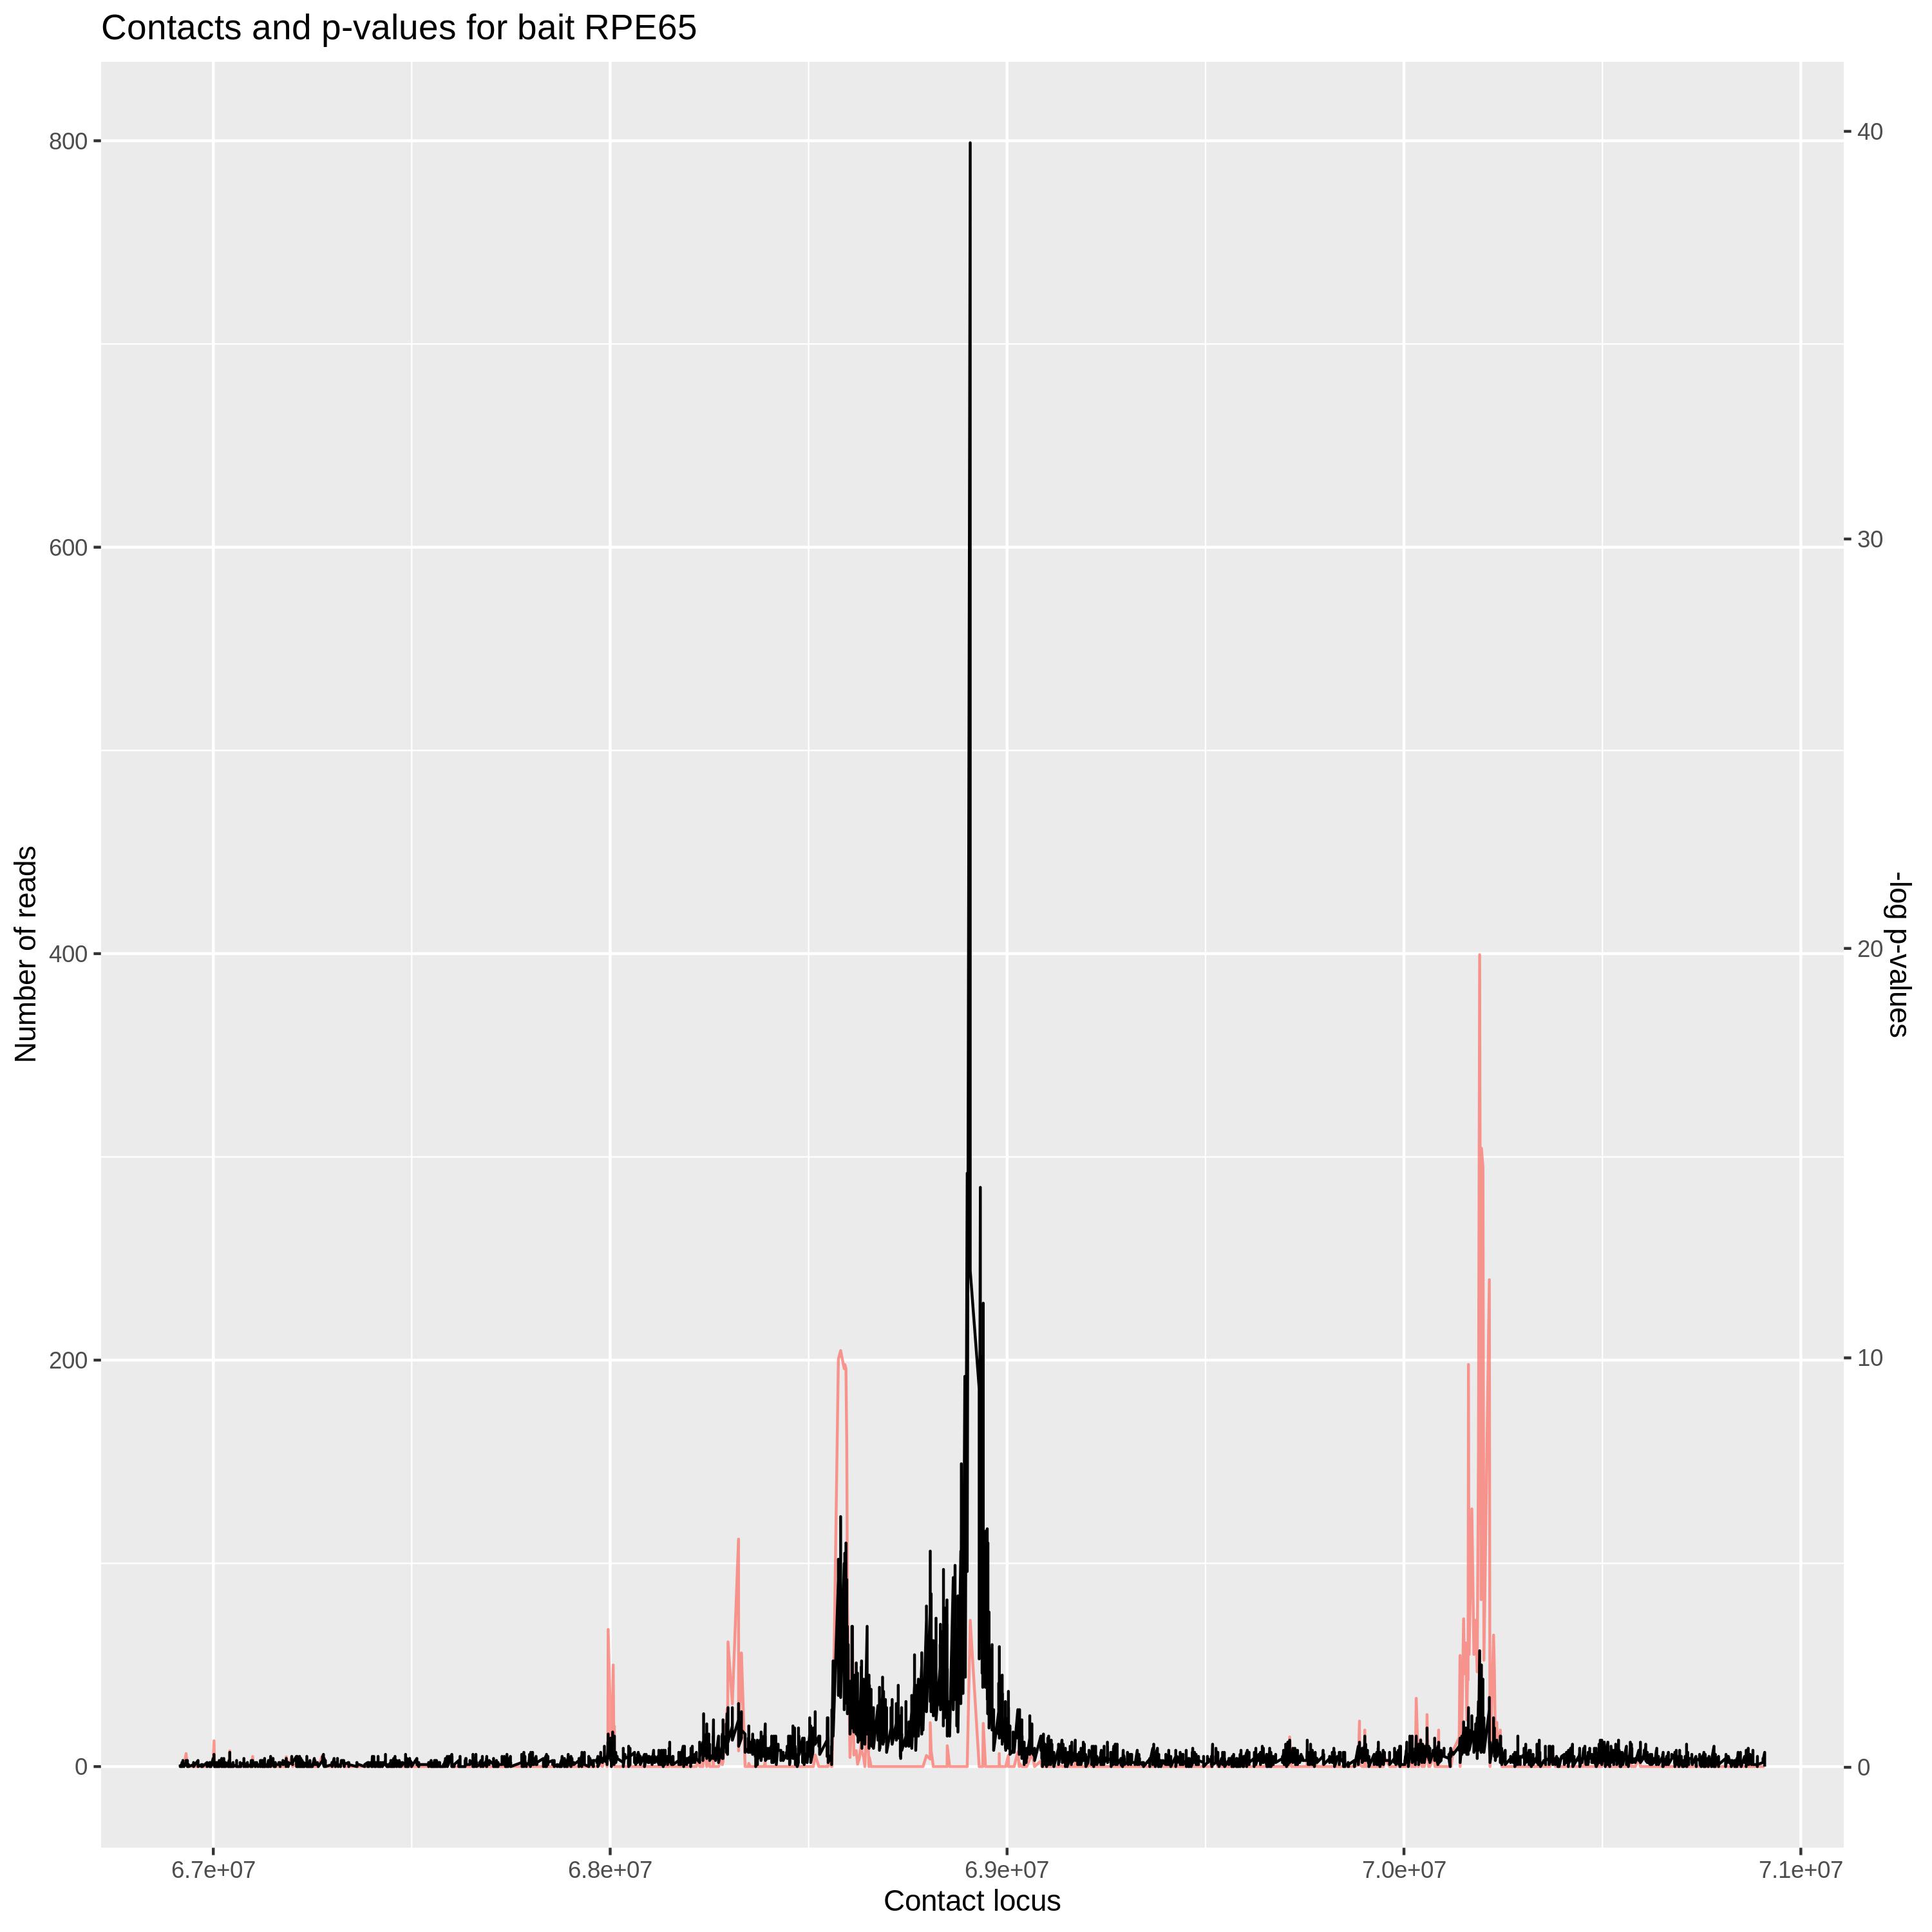 Contacts and p-values for bait RPE65
800
600
400
200
0
Number of reads
40
30
20
10
0
-log p-values
6.7e+07 6.8e+07 6.9e+07 7.0e+07 7.1e+07
Contact locus